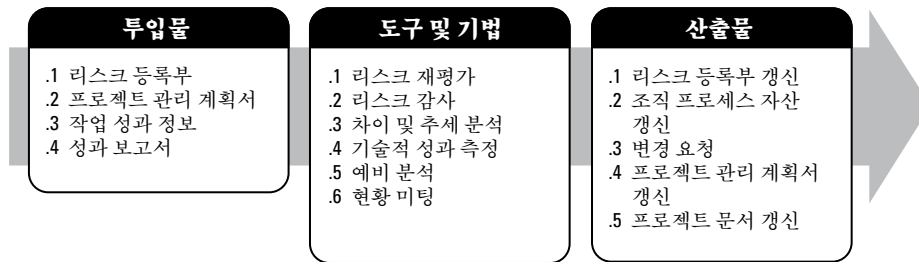 투입물
.1 리스크 등록부
.2 프로젝트 관리 계획서
.3 작업 성과 정보
.4 성과 보고서
도구 및 기법
.1 리스크 재평가
.2 리스크 감사
.3 차이 및 추세 분석
.4 기술적 성과 측정
.5 예비 분석
.6 현황 미팅
산출물
.1 리스크 등록부 갱신
.2 조직 프로세스 자산
갱신
.3 변경 요청
.4 프로젝트 관리 계획서
갱신
.5 프로젝트 문서 갱신